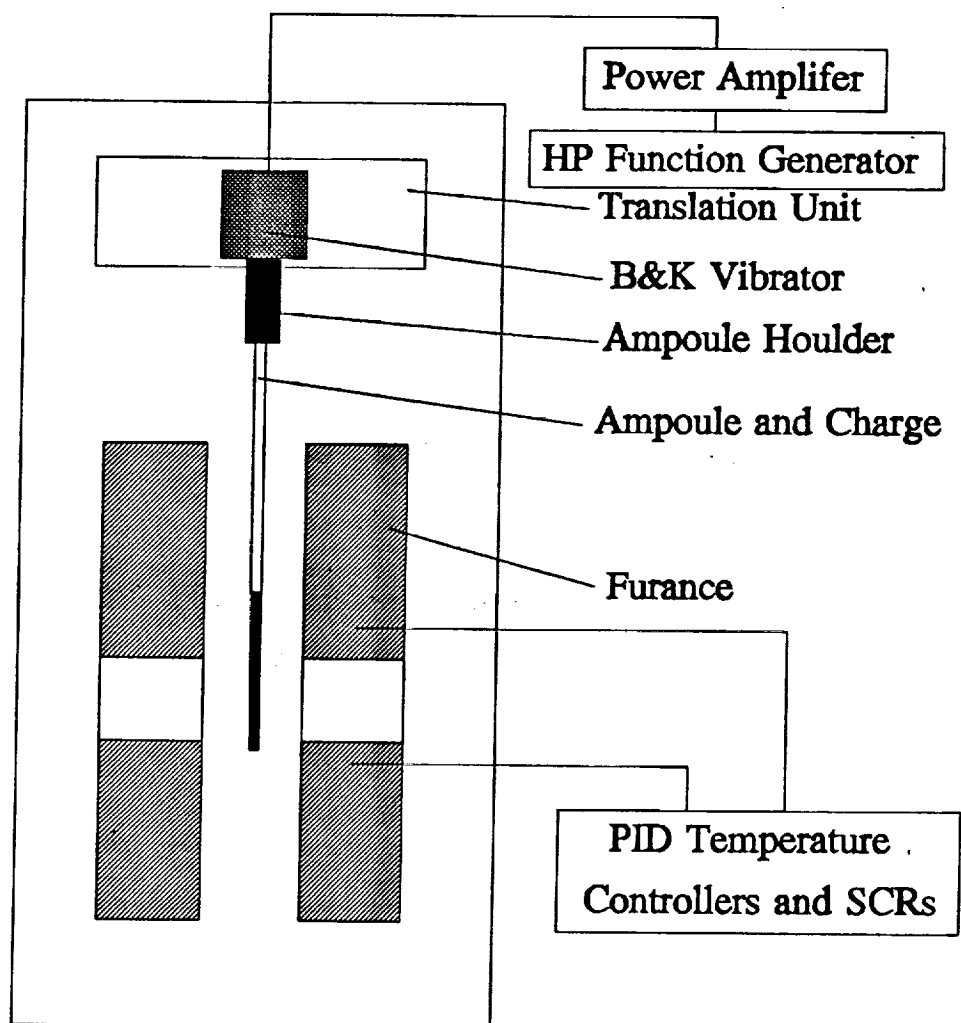 Power Amplifer
HP Function Generator
Translation Unit
B&K Vibrator
Ampoule Houlder
Ampoule and Charge
Furance
PID Temperature
Controllers and SCRs